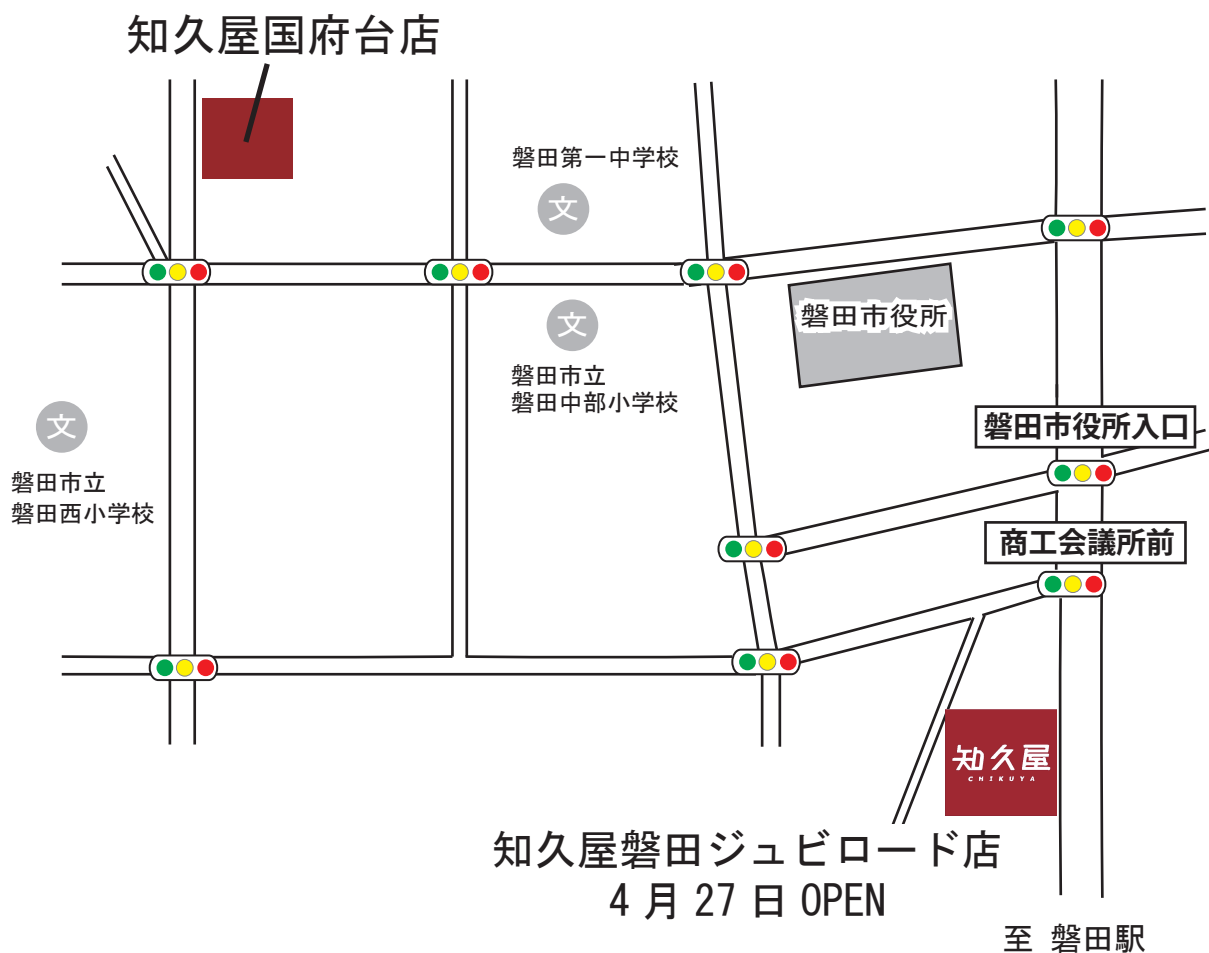 知久屋国府台店
磐田第一中学校
文
文
磐田市役所
磐田市立
磐田中部小学校
文
磐田市役所入口
磐田市立
磐田西小学校
商工会議所前
知久屋
CHIKUYA
知久屋磐田ジュビロード店
4月27日OPEN
至 磐田駅